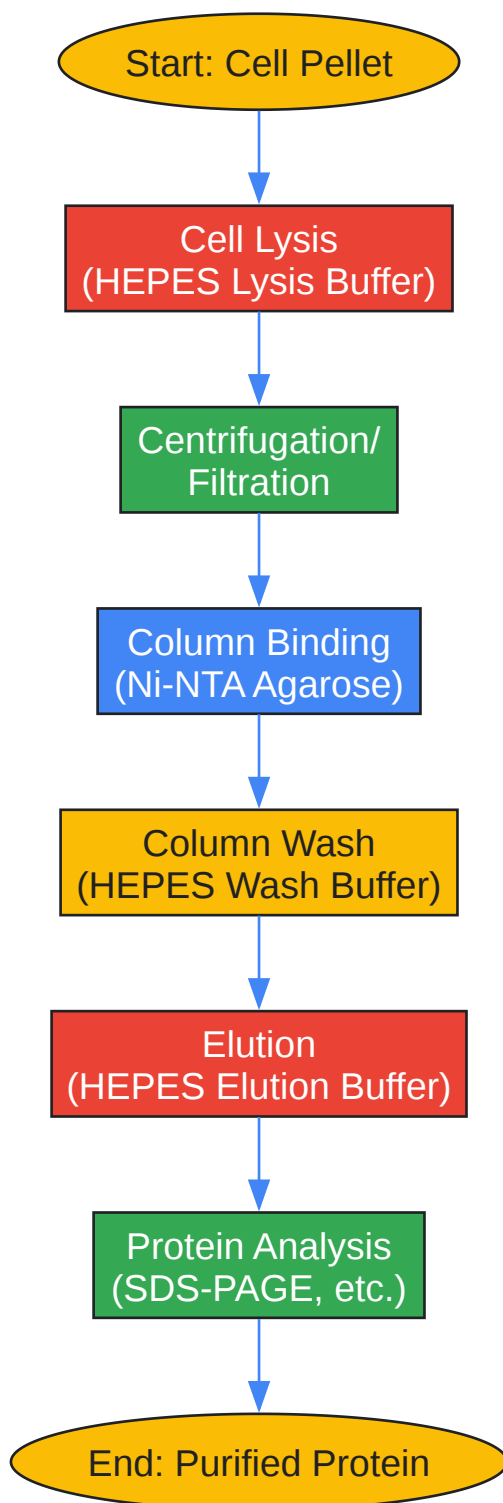 Start: Cell Pellet
Cell Lysis
(HEPES Lysis Buffer)
Centrifugation/
Filtration
Column Binding
(Ni-NTA Agarose)
Column Wash
(HEPES Wash Buffer)
Elution
(HEPES Elution Buffer)
Protein Analysis
(SDS-PAGE, etc.)
End: Purified Protein